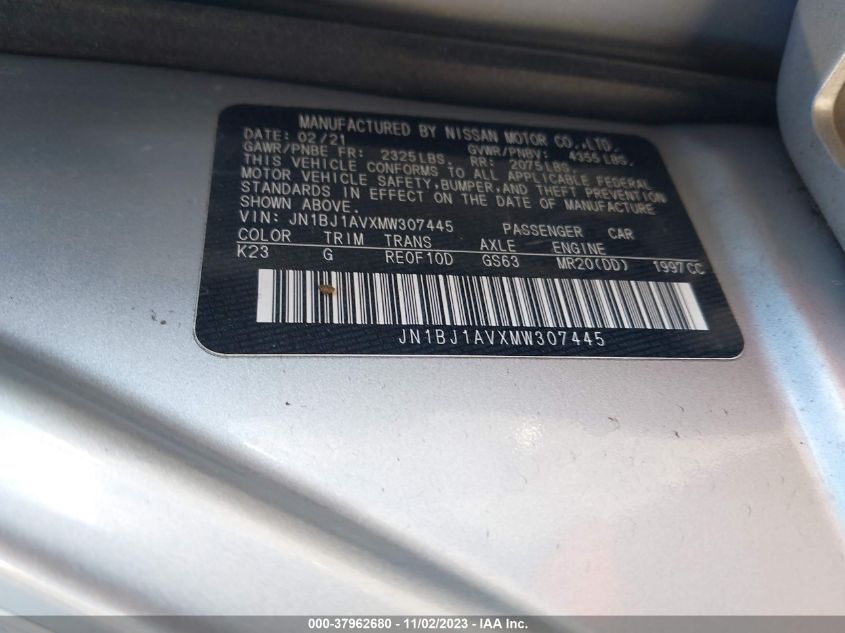 MANUFACTURED BY NISSAN MOTOR CO.,LTD.
DATE: 02/21 GVWR/PNBV: 4355LBS.
GAWR/PNBE FR: 2325LBS. RR: 2075LBS.
THIS VEHICLE CONFORMS TO ALL APPLICABLE FEDERAL
MOTOR VEHICLE SAFETY,BUMPER,AND THEFT PREVENTION
STANDARDS IN EFFECT ON THE DATE OF MANUFACTURE
SHOWN ABOVE.
VIN: JN1BJ1AVXMW307445 PASSENGER CAR
COLOR TRIM TRANS AXLE ENGINE
K23 G REOF10D GS63 MR20(DD) 1997CC
JN1BJ1AVXMW307445
000-37962680 - 11/02/2023 - IAA Inc.